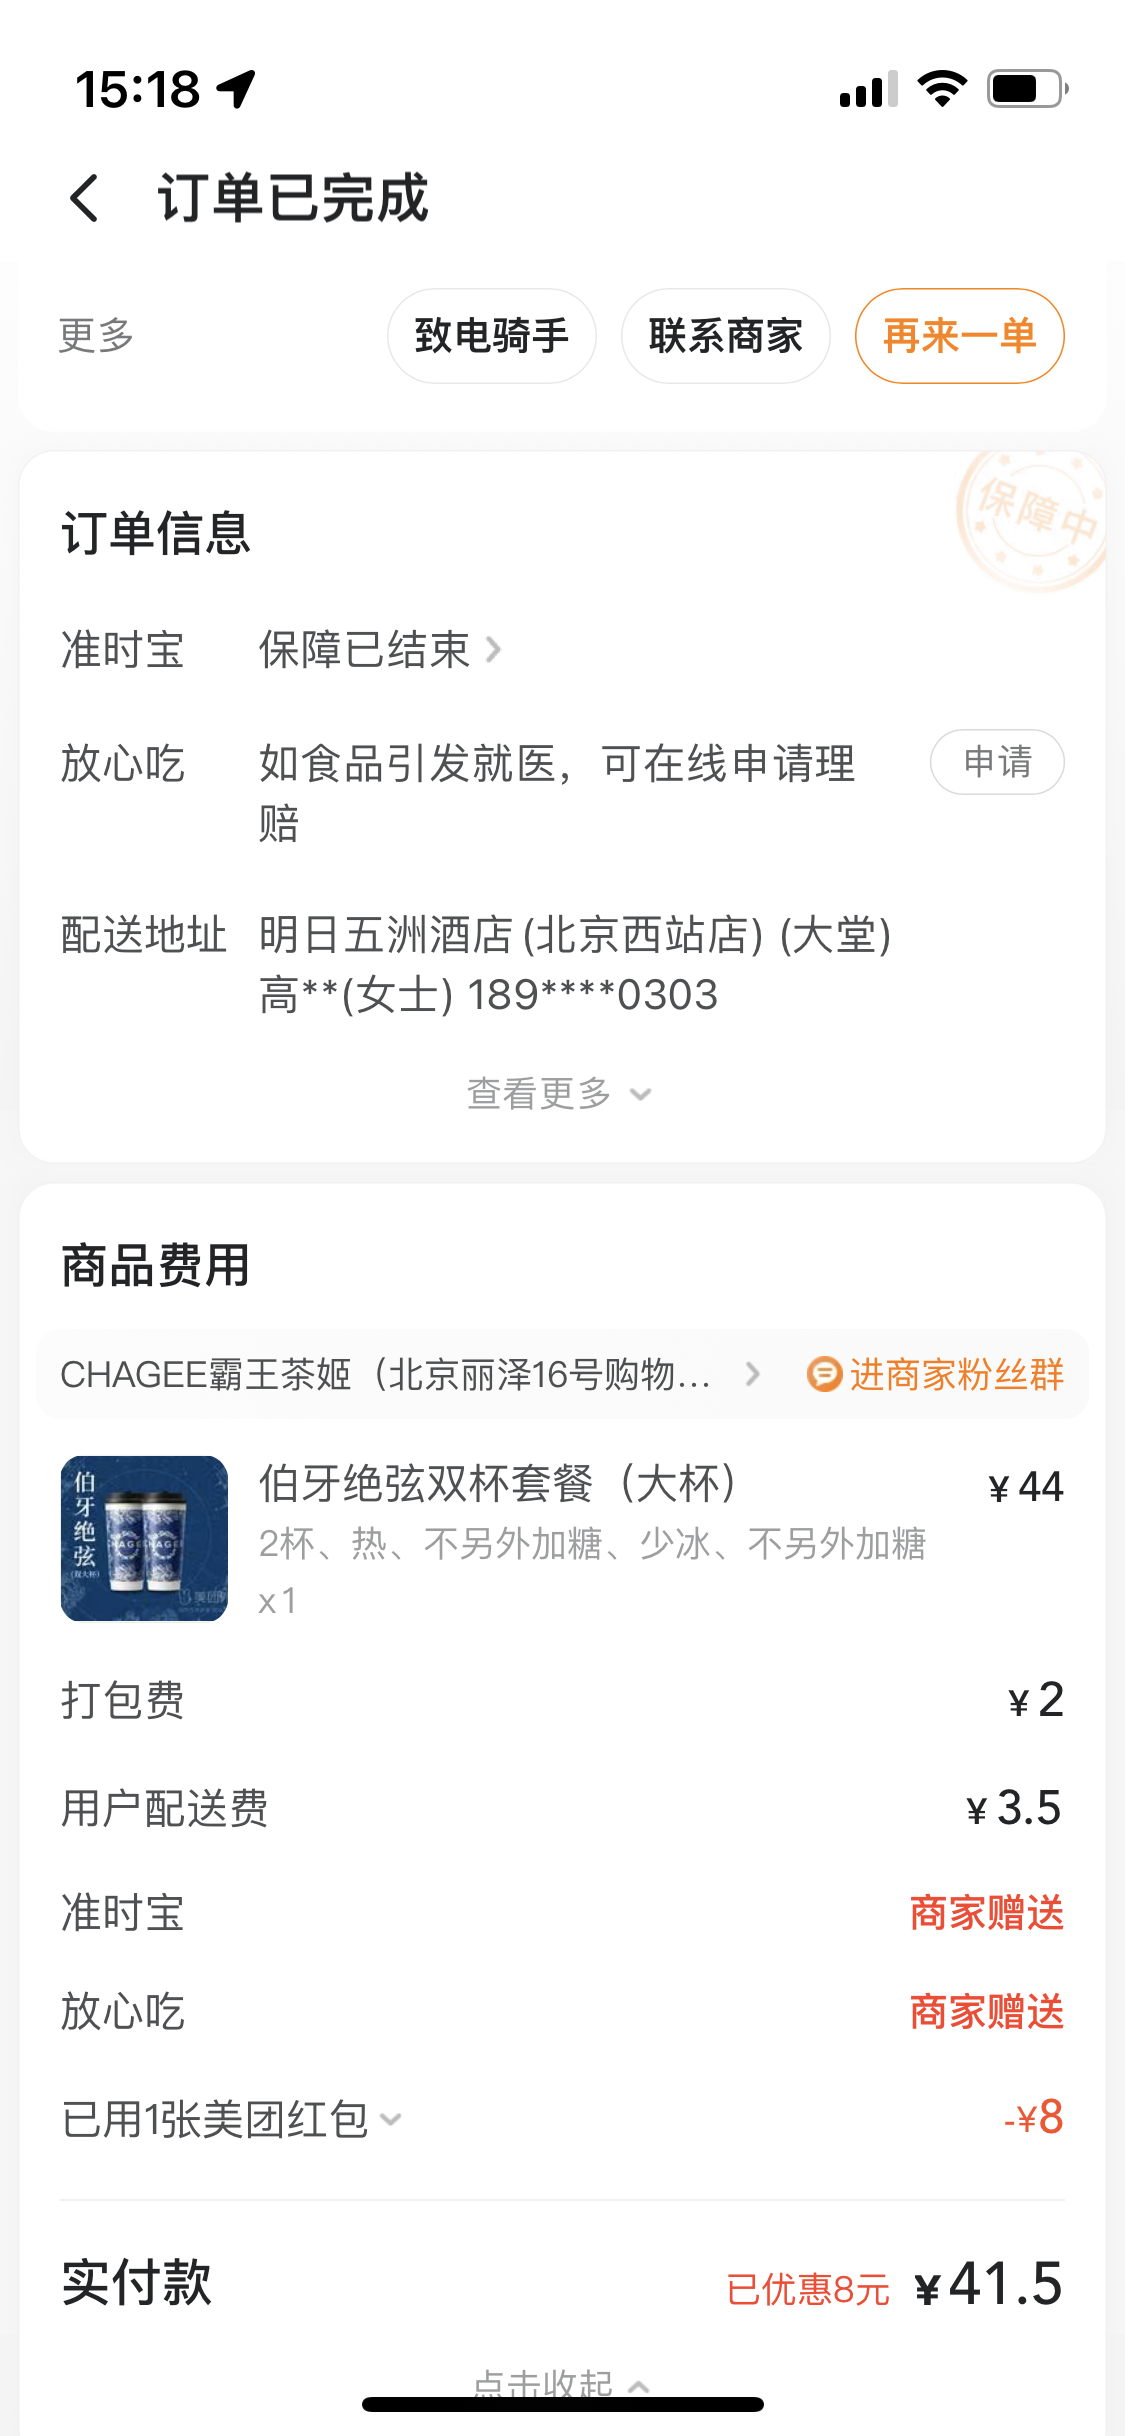 15:18
订单已完成
更多
致电骑手
联系商家
再来一单
保障中
订单信息
准时宝 保障已结束
放心吃 如食品引发就医，可在线申请理
赔
申请
配送地址 明日五洲酒店(北京西站店) (大堂)
高**(女士) 189****0303
查看更多
商品费用
CHAGEE霸王茶姬（北京丽泽16号购物...
进商家粉丝群
伯牙绝弦
(双大杯)
伯牙绝弦双杯套餐（大杯） ¥44
2杯、热、不另外加糖、少冰、不另外加糖
x1
打包费 ¥2
用户配送费 ¥3.5
准时宝 商家赠送
放心吃 商家赠送
已用1张美团红包 -¥8
实付款 已优惠8元 ¥41.5
点击收起